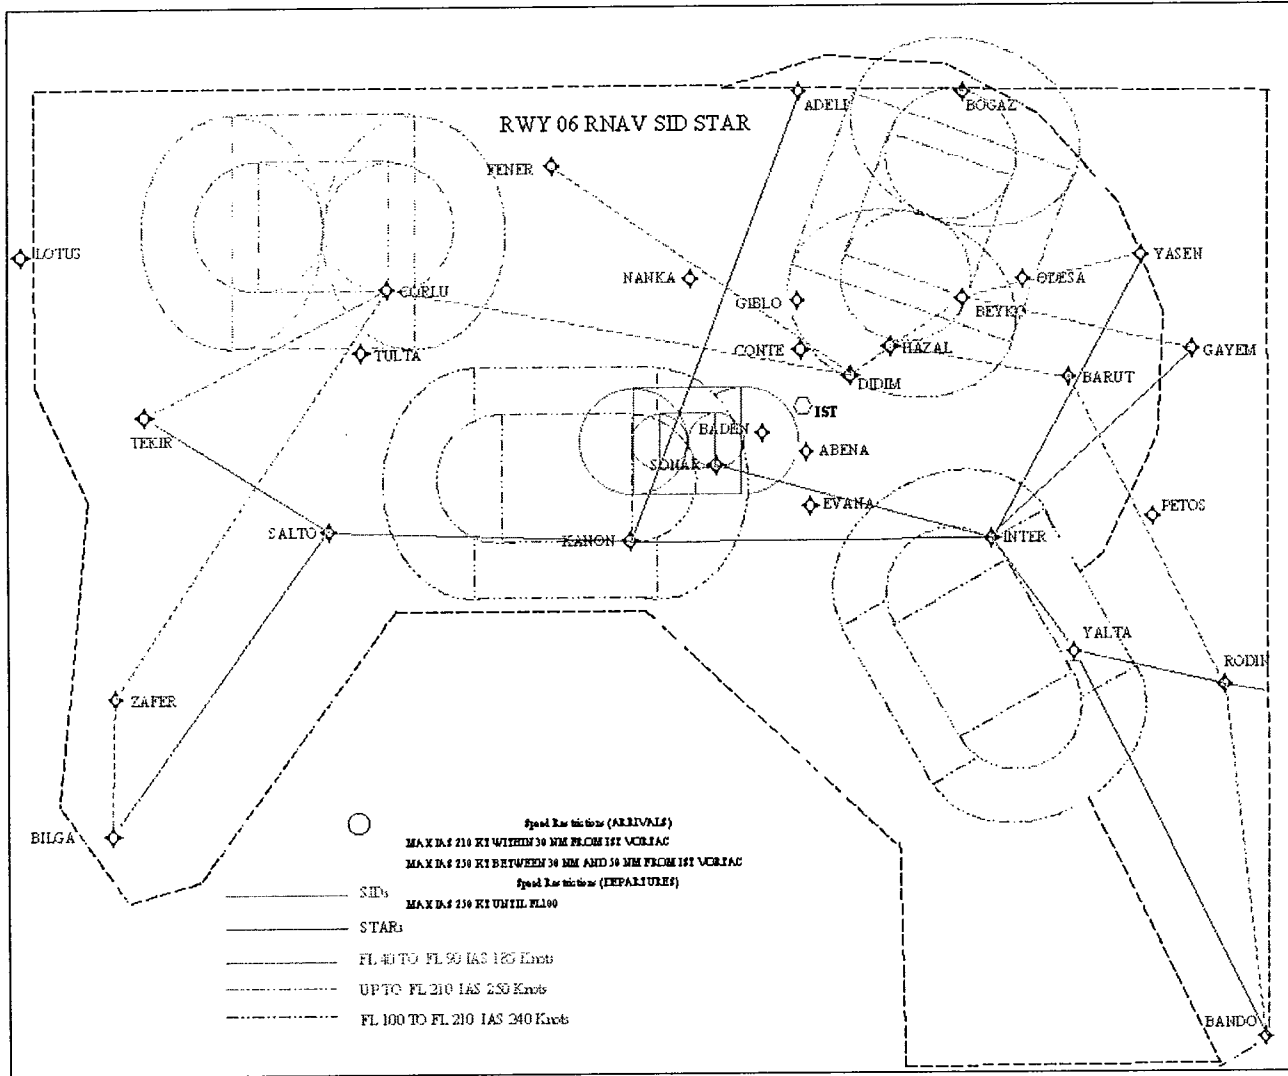 ADELI
BOGAZ
RWY 06 RNAV SID STAR
FENER
LOTUS
YASEN
NANKA
ODESA
CORLU
GIBLO
BEYKO
TULTA
CONTE
HAZAL
GAYEM
DIDIM
BARUT
IST
TEKIR
BADEN
ABENA
SONAR
EVANA
PETOS
SALTO
KANON
INTER
YALTA
RODIN
ZAFER
BILGA
Speed Restrictions (ARRIVALS)
MAX IAS 210 KT WITHIN 30 NM FROM IST VORTAC
MAX IAS 250 KT BETWEEN 30 NM AND 50 NM FROM IST VORTAC
Speed Restrictions (DEPARTURES)
SIDs
MAX IAS 250 KT UNTIL FL100
STARs
FL 40 TO FL 90 IAS 185 Knots
UP TO FL 210 IAS 250 Knots
FL 100 TO FL 210 IAS 240 Knots
BANDO